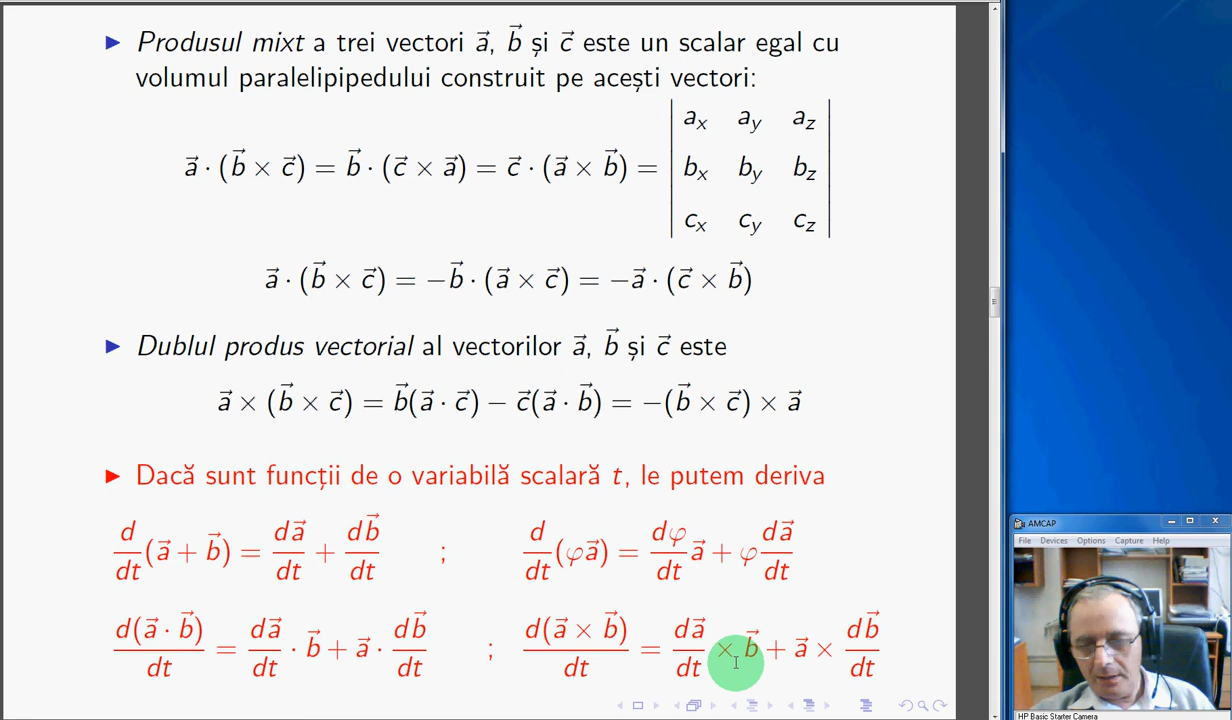 ► Produsul mixt a trei vectori a⃗, b⃗ și c⃗ este un scalar egal cu
volumul paralelipipedului construit pe acești vectori:
a⃗ · (b⃗ × c⃗) = b⃗ · (c⃗ × a⃗) = c⃗ · (a⃗ × b⃗) = | a_x a_y a_z |
| b_x b_y b_z |
| c_x c_y c_z |
a⃗ · (b⃗ × c⃗) = −b⃗ · (a⃗ × c⃗) = −a⃗ · (c⃗ × b⃗)
► Dublul produs vectorial al vectorilor a⃗, b⃗ și c⃗ este
a⃗ × (b⃗ × c⃗) = b⃗(a⃗ · c⃗) − c⃗(a⃗ · b⃗) = −(b⃗ × c⃗) × a⃗
► Dacă sunt funcții de o variabilă scalară t, le putem deriva
d/dt (a⃗ + b⃗) = da⃗/dt + db⃗/dt ; d/dt (φa⃗) = dφ/dt a⃗ + φ da⃗/dt
d(a⃗ · b⃗)/dt = da⃗/dt · b⃗ + a⃗ · db⃗/dt ; d(a⃗ × b⃗)/dt = da⃗/dt × b⃗ + a⃗ × db⃗/dt
AMCAP
File Devices Options Capture Help
HP Basic Starter Camera